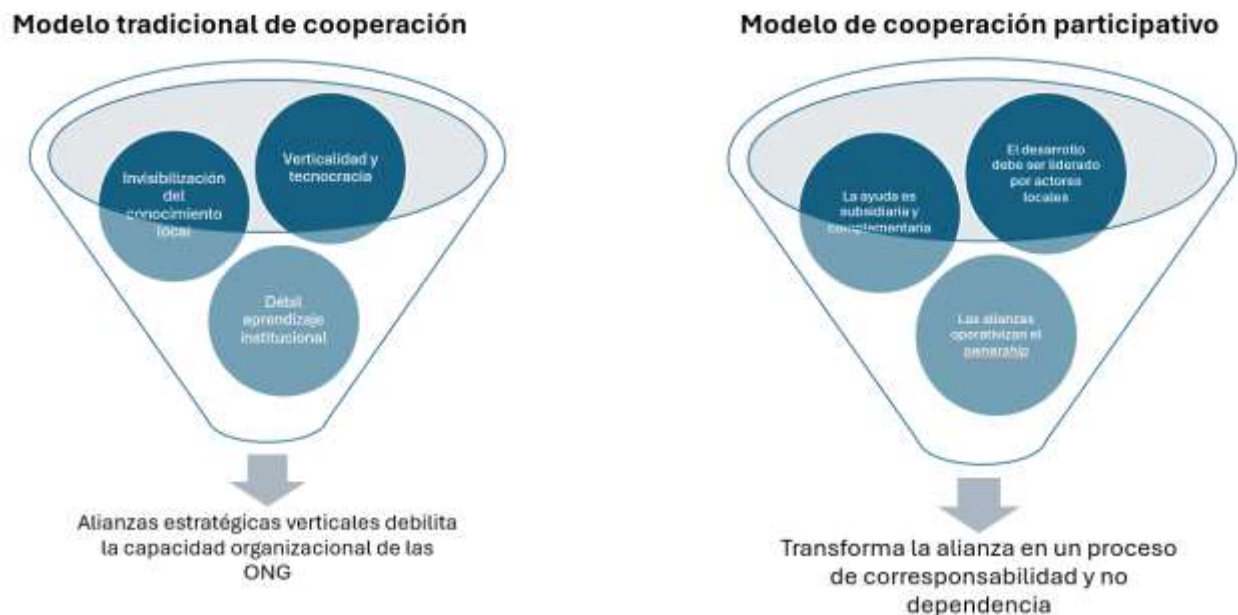 Modelo tradicional de cooperación
Invisibilización
del
conocimiento
local
Verticalidad y
tecnocracia
Débil
aprendizaje
institucional
Alianzas estratégicas verticales debilita
la capacidad organizacional de las
ONG
Modelo de cooperación participativo
La ayuda es
subsidiaria y
complementaria
El desarrollo
debe ser liderado
por actores
locales
Las alianzas
operativizan el
ownership
Transforma la alianza en un proceso
de corresponsabilidad y no
dependencia